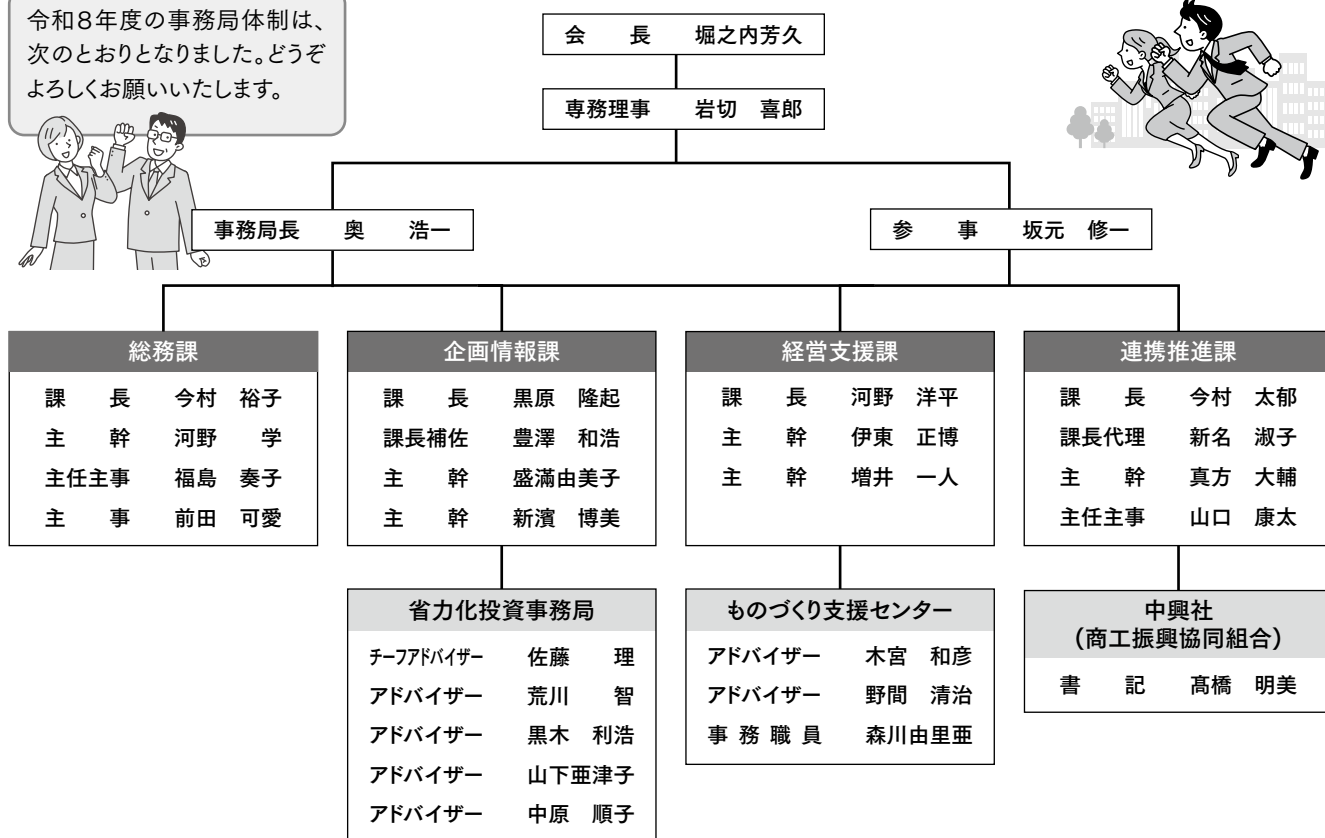 令和8年度の事務局体制は、
次のとおりとなりました。どうぞ
よろしくお願いいたします。
会　長　堀之内芳久
専務理事　岩切　喜郎
事務局長　奥　浩一
参　事　坂元　修一
総務課
課　長　今村　裕子
主　幹　河野　学
主任主事　福島　奏子
主　事　前田　可愛
企画情報課
課　長　黒原　隆起
課長補佐　豊澤　和浩
主　幹　盛滿由美子
主　幹　新濱　博美
経営支援課
課　長　河野　洋平
主　幹　伊東　正博
主　幹　増井　一人
連携推進課
課　長　今村　太郁
課長代理　新名　淑子
主　幹　真方　大輔
主任主事　山口　康太
省力化投資事務局
チーフアドバイザー　佐藤　理
アドバイザー　荒川　智
アドバイザー　黒木　利浩
アドバイザー　山下亜津子
アドバイザー　中原　順子
ものづくり支援センター
アドバイザー　木宮　和彦
アドバイザー　野間　清治
事務職員　森川由里亜
中興社
（商工振興協同組合）
書　記　髙橋　明美